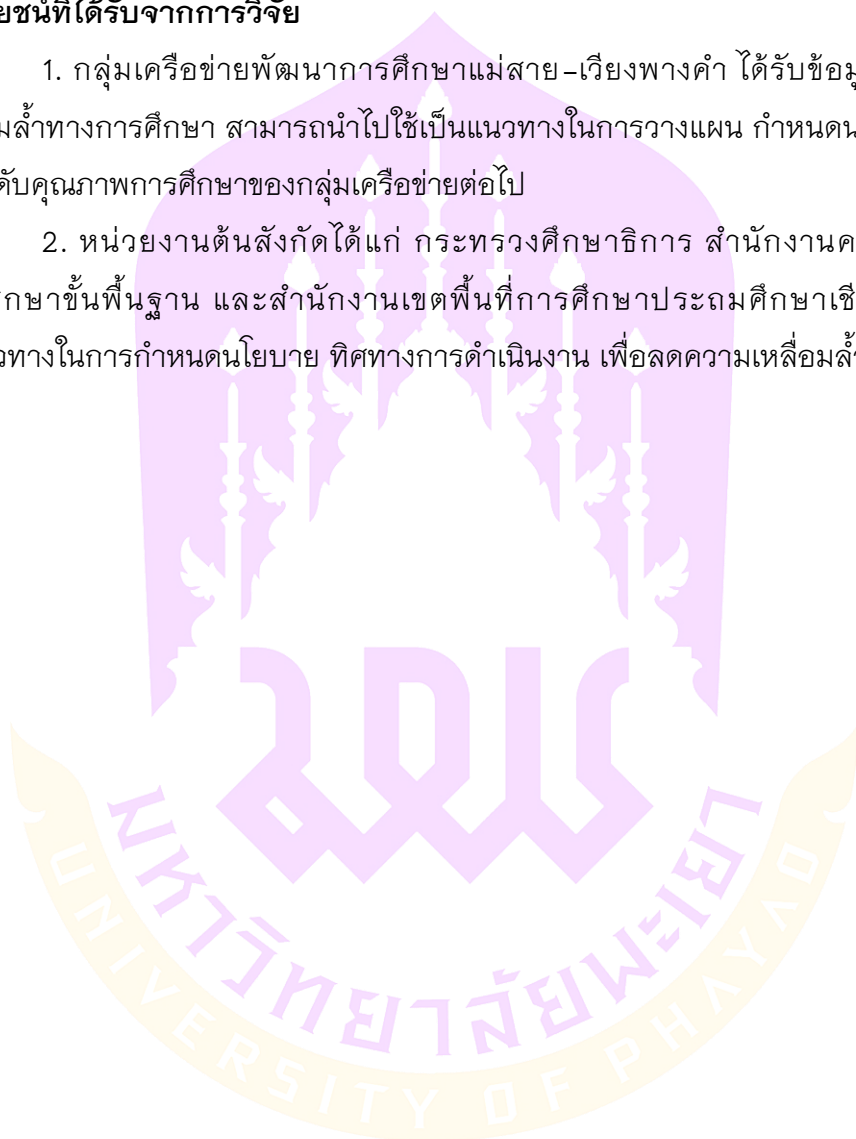 ยชน์ที่ได้รับจากการวิจัย
1. กลุ่มเครือข่ายพัฒนาการศึกษาแม่สาย–เวียงพางคำ ได้รับข้อมู
มล้ำทางการศึกษา สามารถนำไปใช้เป็นแนวทางในการวางแผน กำหนดน
ดับคุณภาพการศึกษาของกลุ่มเครือข่ายต่อไป
2. หน่วยงานต้นสังกัดได้แก่ กระทรวงศึกษาธิการ สำนักงานค
กษาขั้นพื้นฐาน และสำนักงานเขตพื้นที่การศึกษาประถมศึกษาเชี
วทางในการกำหนดนโยบาย ทิศทางการดำเนินงาน เพื่อลดความเหลื่อมล้ำ
มหาวิทยาลัยพะเยา
UNIVERSITY OF PHAYAO